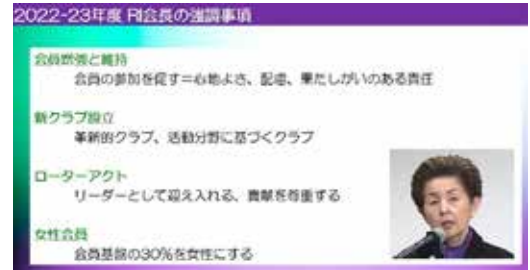 2022-23年度 RI会長の強調事項
会員増強と維持
会員の参加を促す=心地よさ、配慮、果たしがいのある責任
新クラブ設立
革新的クラブ、活動分野に基づくクラブ
ローターアクト
リーダーとして迎え入れる、貢献を尊重する
女性会員
会員基盤の30%を女性にする